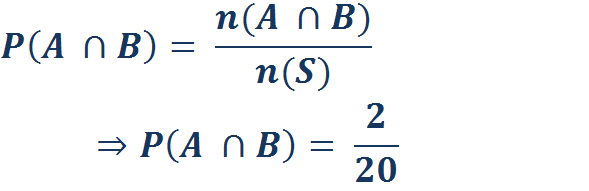 P(A ∩ B) = n(A ∩ B) / n(S)
⇒ P(A ∩ B) = 2 / 20